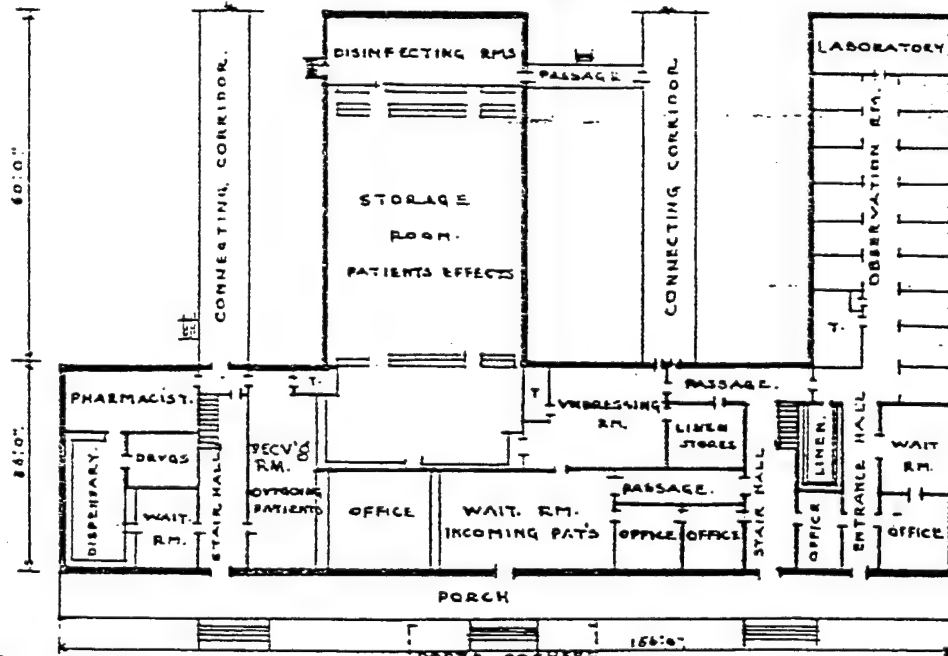 DISINFECTING RMS
LABORATORY
PASSAGE
CONNECTING CORRIDOR.
CONNECTING CORRIDOR
OBSERVATION RM.
60'.0"
STORAGE
ROOM.
PATIENTS EFFECTS
T.
PHARMACIST.
T.
T
UNDRESSING
RM.
PASSAGE.
LINEN
STORES
DISPENSARY.
DRUGS
WAIT.
RM.
STAIR HALL
RECV'G
RM.
OUTGOING
PATIENTS
OFFICE
WAIT. RM.
INCOMING PAT'S
PASSAGE.
OFFICE
OFFICE
STAIR HALL
LINEN.
OFFICE
ENTRANCE HALL
WAIT
RM.
OFFICE
PORCH